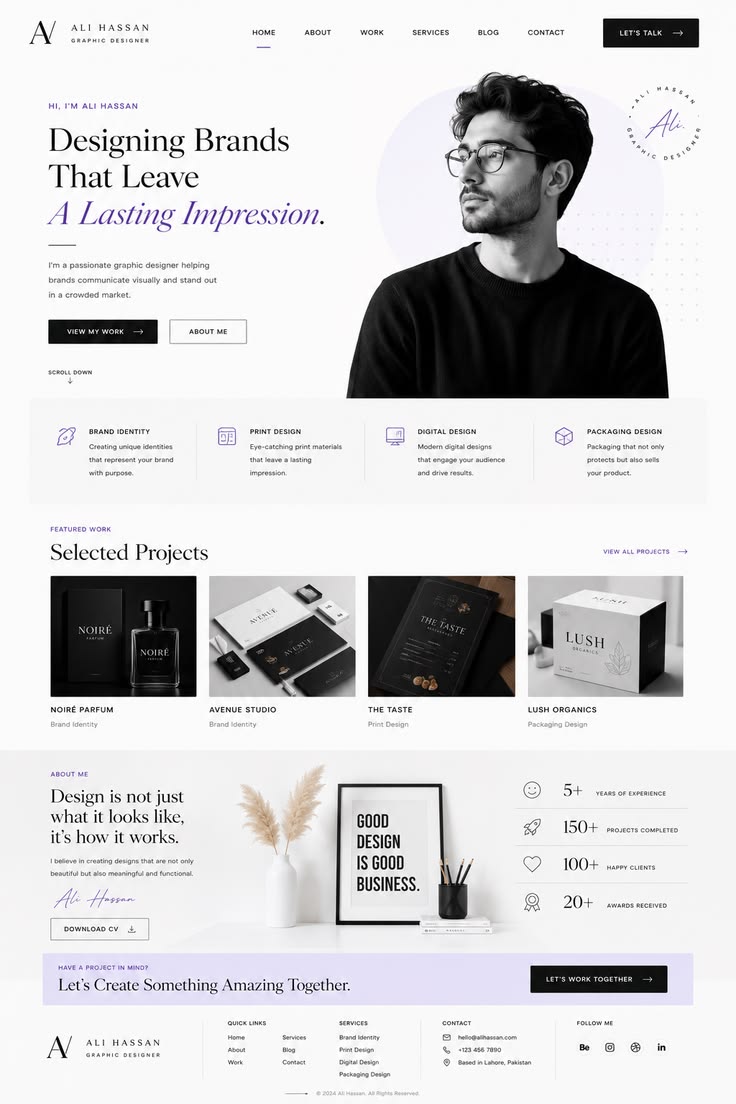 ALI HASSAN
GRAPHIC DESIGNER
HOME
ABOUT
WORK
SERVICES
BLOG
CONTACT
LET'S TALK
HI, I'M ALI HASSAN
Designing Brands
That Leave
A Lasting Impression.
I'm a passionate graphic designer helping
brands communicate visually and stand out
in a crowded market.
VIEW MY WORK
ABOUT ME
SCROLL DOWN
ALI HASSAN
GRAPHIC DESIGNER
Ali.
BRAND IDENTITY
Creating unique identities
that represent your brand
with purpose.
PRINT DESIGN
Eye-catching print materials
that leave a lasting
impression.
DIGITAL DESIGN
Modern digital designs
that engage your audience
and drive results.
PACKAGING DESIGN
Packaging that not only
protects but also sells
your product.
FEATURED WORK
Selected Projects
VIEW ALL PROJECTS
NOIRÉ
PARFUM
NOIRÉ
PARFUM
AVENUE
AVENUE
THE TASTE
LUSH
LUSH
ORGANICS
NOIRÉ PARFUM
Brand Identity
AVENUE STUDIO
Brand Identity
THE TASTE
Print Design
LUSH ORGANICS
Packaging Design
ABOUT ME
Design is not just
what it looks like,
it's how it works.
I believe in creating designs that are not only
beautiful but also meaningful and functional.
Ali Hassan
DOWNLOAD CV
GOOD
DESIGN
IS GOOD
BUSINESS.
5+ YEARS OF EXPERIENCE
150+ PROJECTS COMPLETED
100+ HAPPY CLIENTS
20+ AWARDS RECEIVED
HAVE A PROJECT IN MIND?
Let's Create Something Amazing Together.
LET'S WORK TOGETHER
ALI HASSAN
GRAPHIC DESIGNER
QUICK LINKS
Home
About
Work
Services
Blog
Contact
SERVICES
Brand Identity
Print Design
Digital Design
Packaging Design
CONTACT
hello@alihassan.com
+123 456 7890
Based in Lahore, Pakistan
FOLLOW ME
Bē
in
© 2024 Ali Hassan. All Rights Reserved.